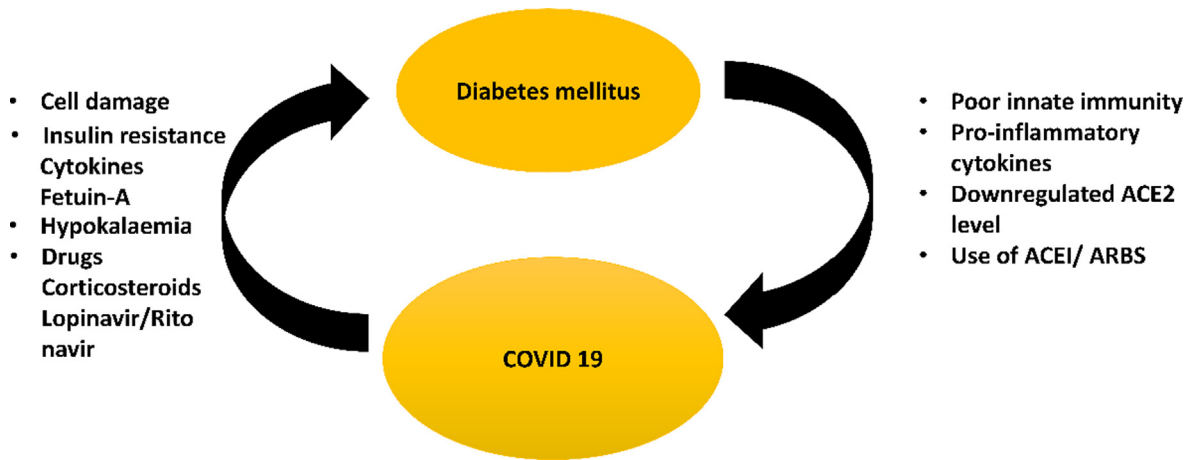 Diabetes mellitus
• Cell damage
• Insulin resistance
Cytokines
Fetuin-A
• Hypokalaemia
• Drugs
Corticosteroids
Lopinavir/Rito
navir
• Poor innate immunity
• Pro-inflammatory
cytokines
• Downregulated ACE2
level
• Use of ACEI/ ARBS
COVID 19